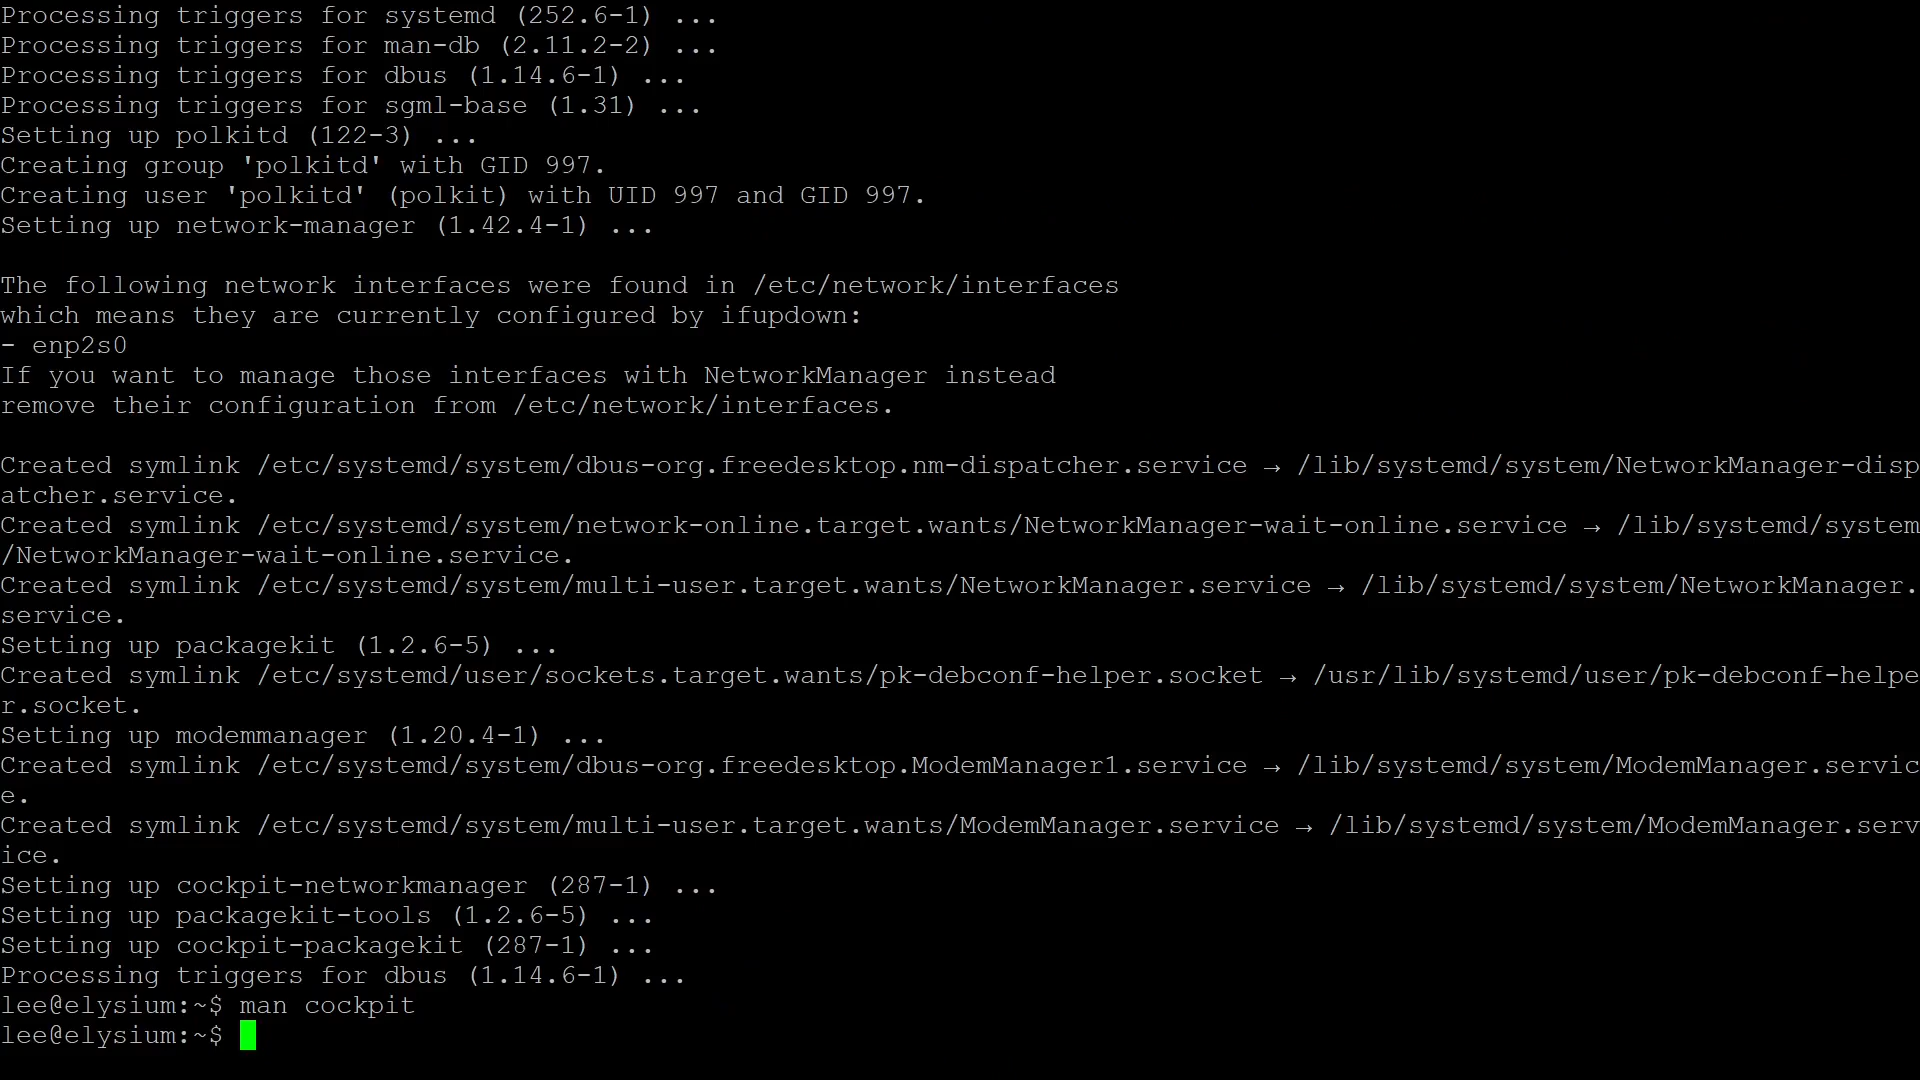 Processing triggers for systemd (252.6-1) ...
Processing triggers for man-db (2.11.2-2) ...
Processing triggers for dbus (1.14.6-1) ...
Processing triggers for sgml-base (1.31) ...
Setting up polkitd (122-3) ...
Creating group 'polkitd' with GID 997.
Creating user 'polkitd' (polkit) with UID 997 and GID 997.
Setting up network-manager (1.42.4-1) ...
The following network interfaces were found in /etc/network/interfaces
which means they are currently configured by ifupdown:
- enp2s0
If you want to manage those interfaces with NetworkManager instead
remove their configuration from /etc/network/interfaces.
Created symlink /etc/systemd/system/dbus-org.freedesktop.nm-dispatcher.service → /lib/systemd/system/NetworkManager-disp
atcher.service.
Created symlink /etc/systemd/system/network-online.target.wants/NetworkManager-wait-online.service → /lib/systemd/system
/NetworkManager-wait-online.service.
Created symlink /etc/systemd/system/multi-user.target.wants/NetworkManager.service → /lib/systemd/system/NetworkManager.
service.
Setting up packagekit (1.2.6-5) ...
Created symlink /etc/systemd/user/sockets.target.wants/pk-debconf-helper.socket → /usr/lib/systemd/user/pk-debconf-helpe
r.socket.
Setting up modemmanager (1.20.4-1) ...
Created symlink /etc/systemd/system/dbus-org.freedesktop.ModemManager1.service → /lib/systemd/system/ModemManager.servic
e.
Created symlink /etc/systemd/system/multi-user.target.wants/ModemManager.service → /lib/systemd/system/ModemManager.serv
ice.
Setting up cockpit-networkmanager (287-1) ...
Setting up packagekit-tools (1.2.6-5) ...
Setting up cockpit-packagekit (287-1) ...
Processing triggers for dbus (1.14.6-1) ...
lee@elysium:~$ man cockpit
lee@elysium:~$